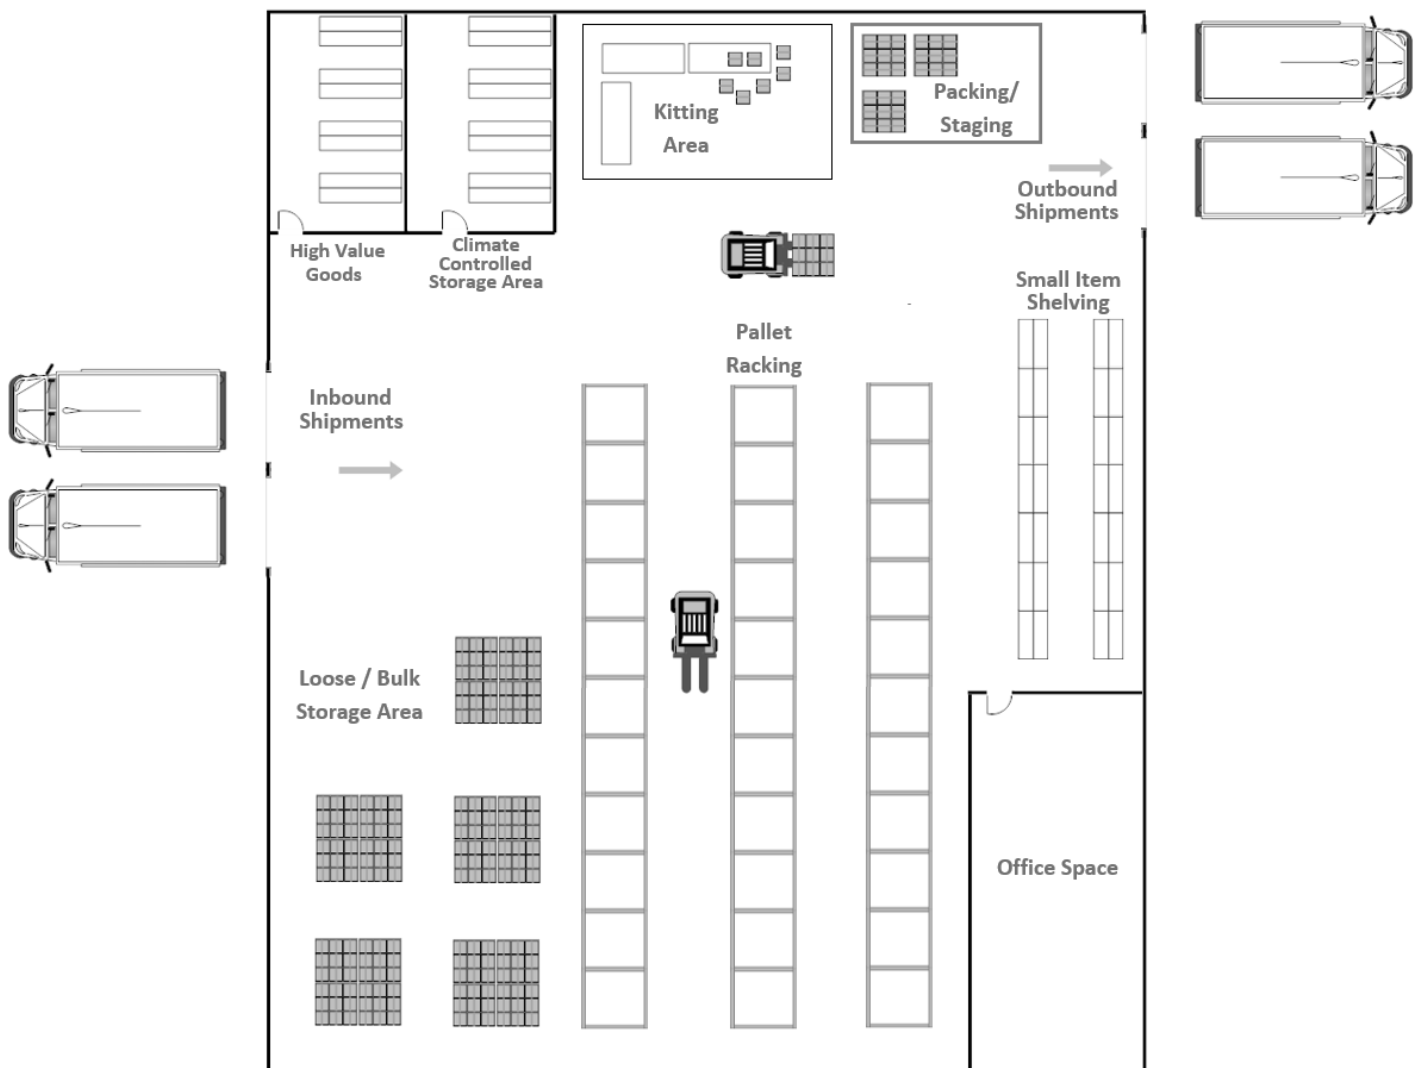 Kitting
Area
Packing/
Staging
Outbound
Shipments
High Value
Goods
Climate
Controlled
Storage Area
Small Item
Shelving
Pallet
Racking
Inbound
Shipments
Loose / Bulk
Storage Area
Office Space